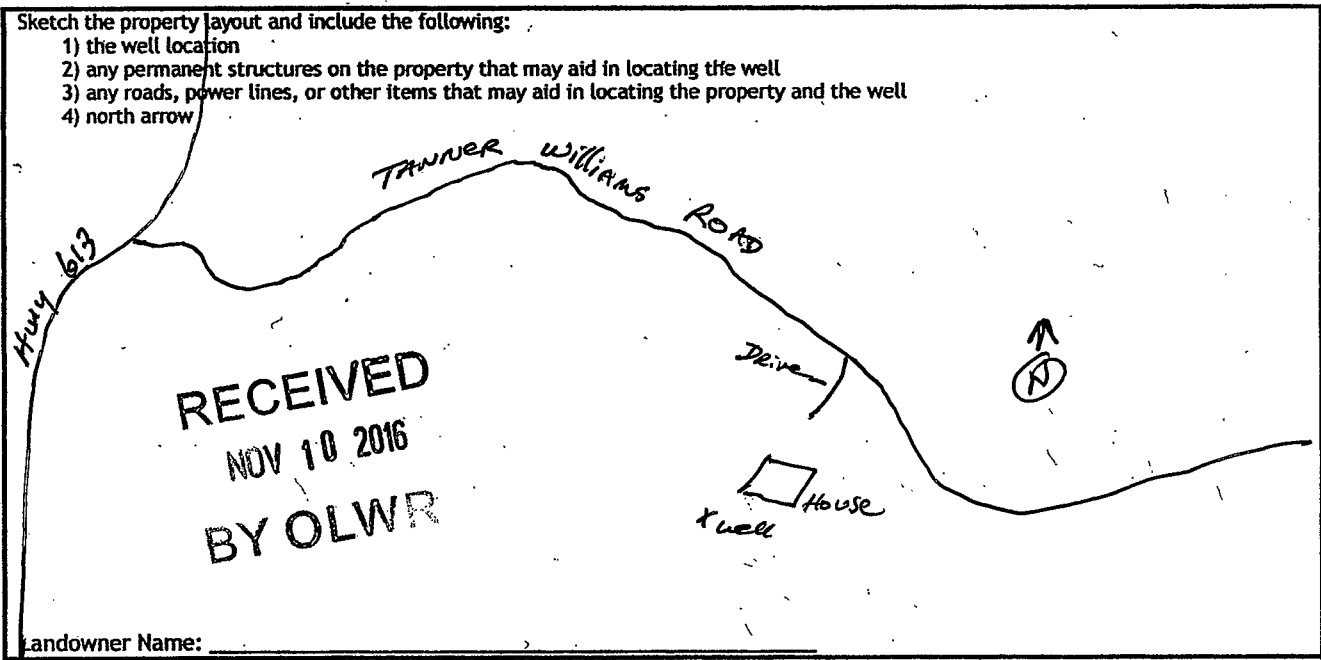 Sketch the property layout and include the following:
1) the well location
2) any permanent structures on the property that may aid in locating the well
3) any roads, power lines, or other items that may aid in locating the property and the well
4) north arrow
TANNER Williams ROAD
Hwy 613
Drive
N
RECEIVED
NOV 10 2016
BY OLWR
House
x well
Landowner Name: